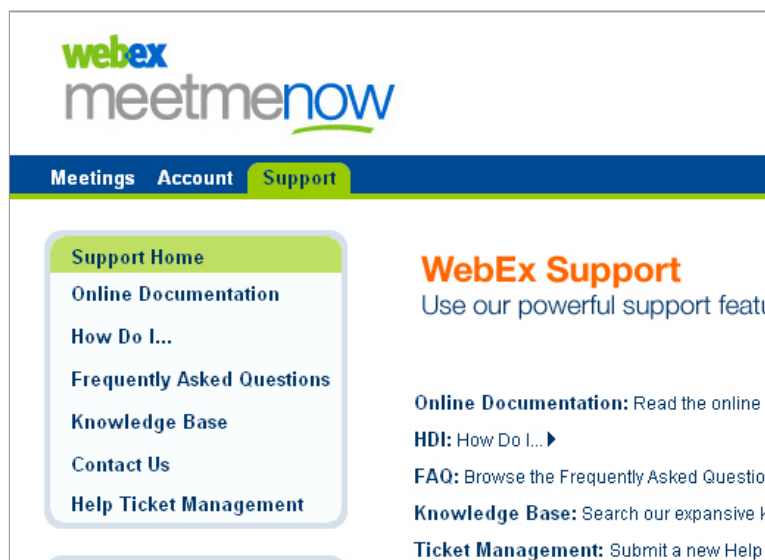 webex
meetmenow
Meetings Account Support
Support Home
Online Documentation
How Do I...
Frequently Asked Questions
Knowledge Base
Contact Us
Help Ticket Management
WebEx Support
Use our powerful support
Online Documentation: Read the online
HDI: How Do I...
FAQ: Browse the Frequently Asked
Knowledge Base: Search our expansive
Ticket Management: Submit a new Help